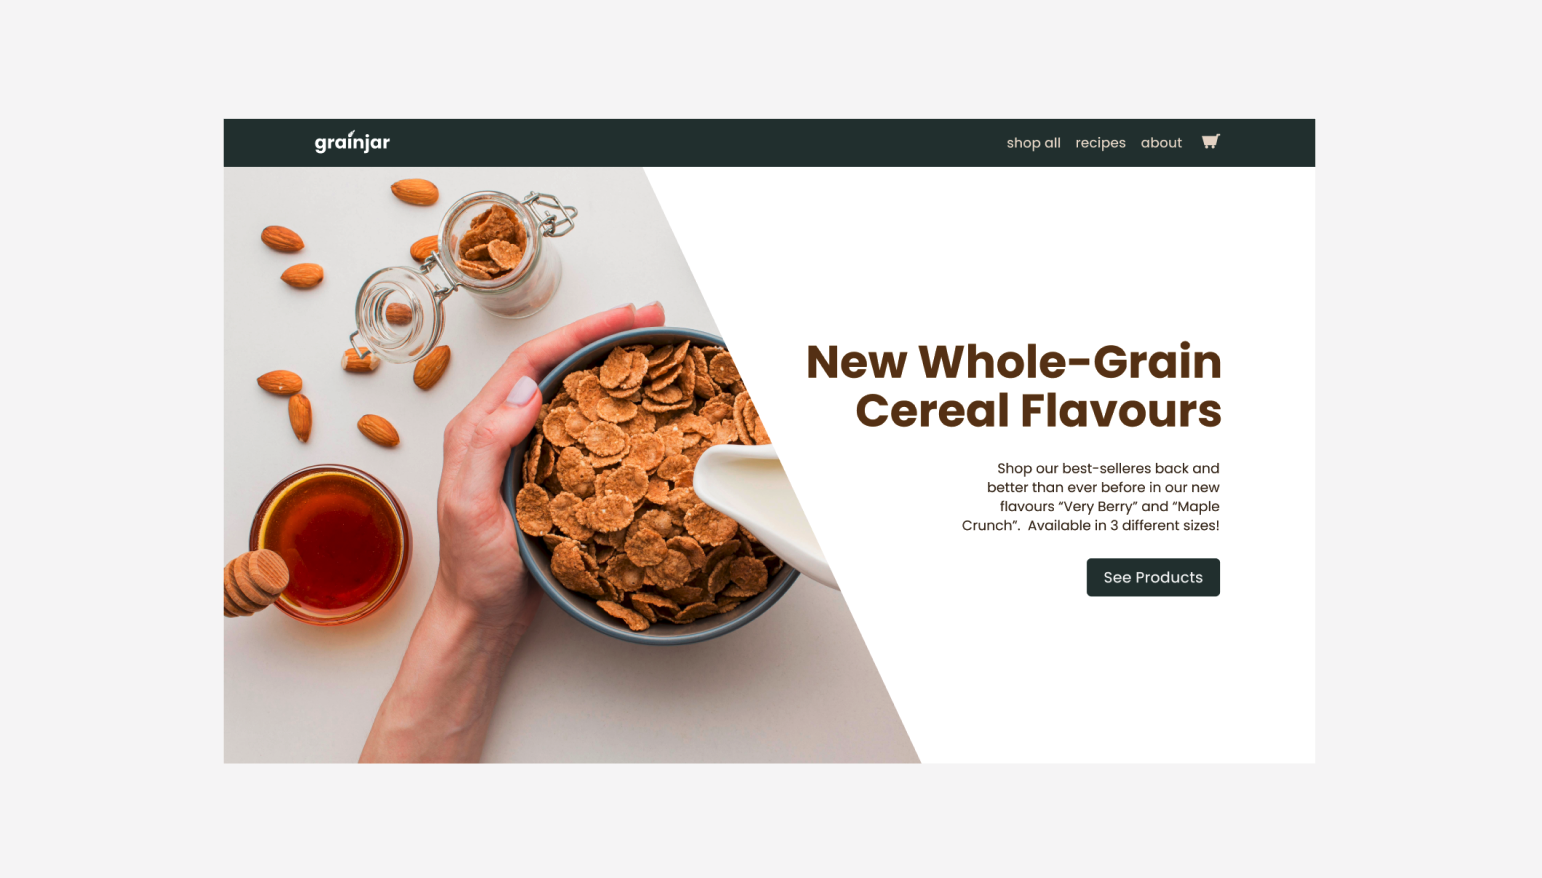 grainjar
shop all recipes about
New Whole-Grain
Cereal Flavours
Shop our best-selleres back and
better than ever before in our new
flavours “Very Berry” and “Maple
Crunch”.  Available in 3 different sizes!
See Products